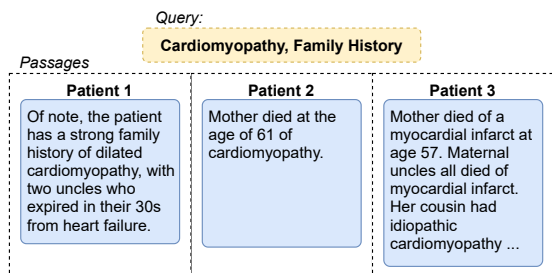 Query:
Cardiomyopathy, Family History
Passages
Patient 1
Of note, the patient
has a strong family
history of dilated
cardiomyopathy, with
two uncles who
expired in their 30s
from heart failure.
Patient 2
Mother died at the
age of 61 of
cardiomyopathy.
Patient 3
Mother died of a
myocardial infarct at
age 57. Maternal
uncles all died of
myocardial infarct.
Her cousin had
idiopathic
cardiomyopathy ...